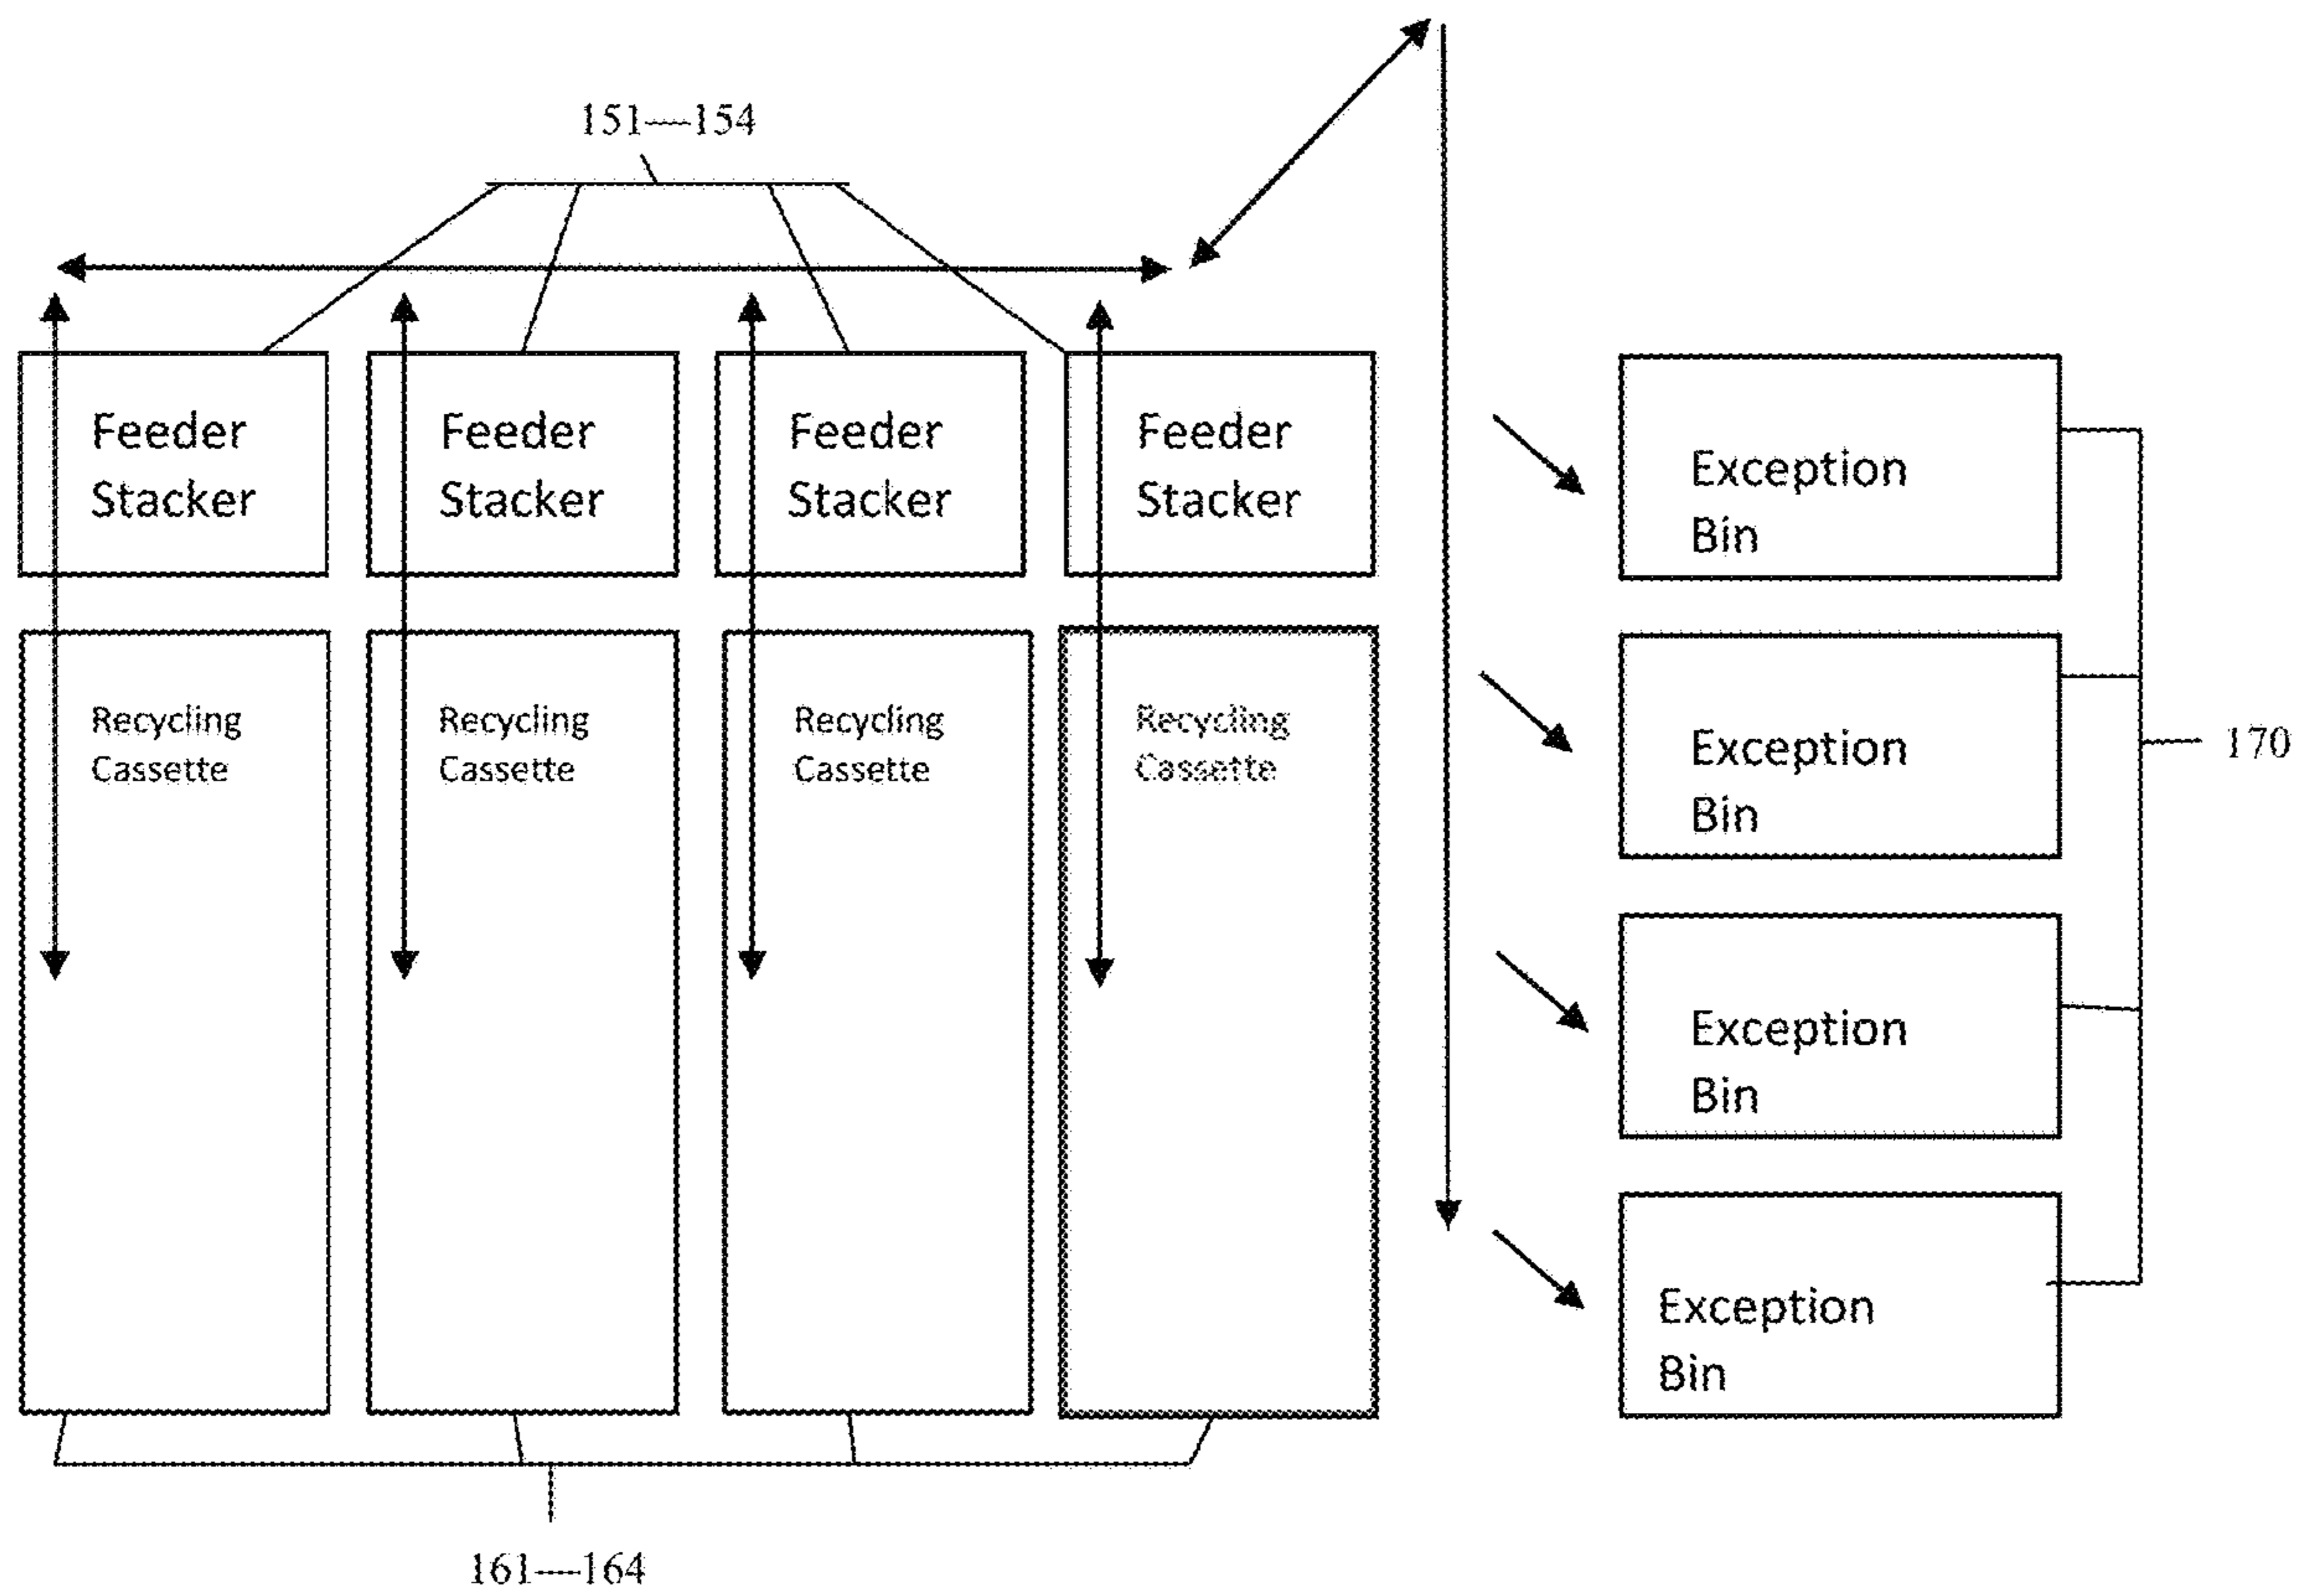 151----154
Feeder
Stacker
Feeder
Stacker
Feeder
Stacker
Feeder
Stacker
Exception
Bin
Recycling
Cassette
Recycling
Cassette
Recycling
Cassette
Recycling
Cassette
Exception
Bin
170
Exception
Bin
Exception
Bin
161----164